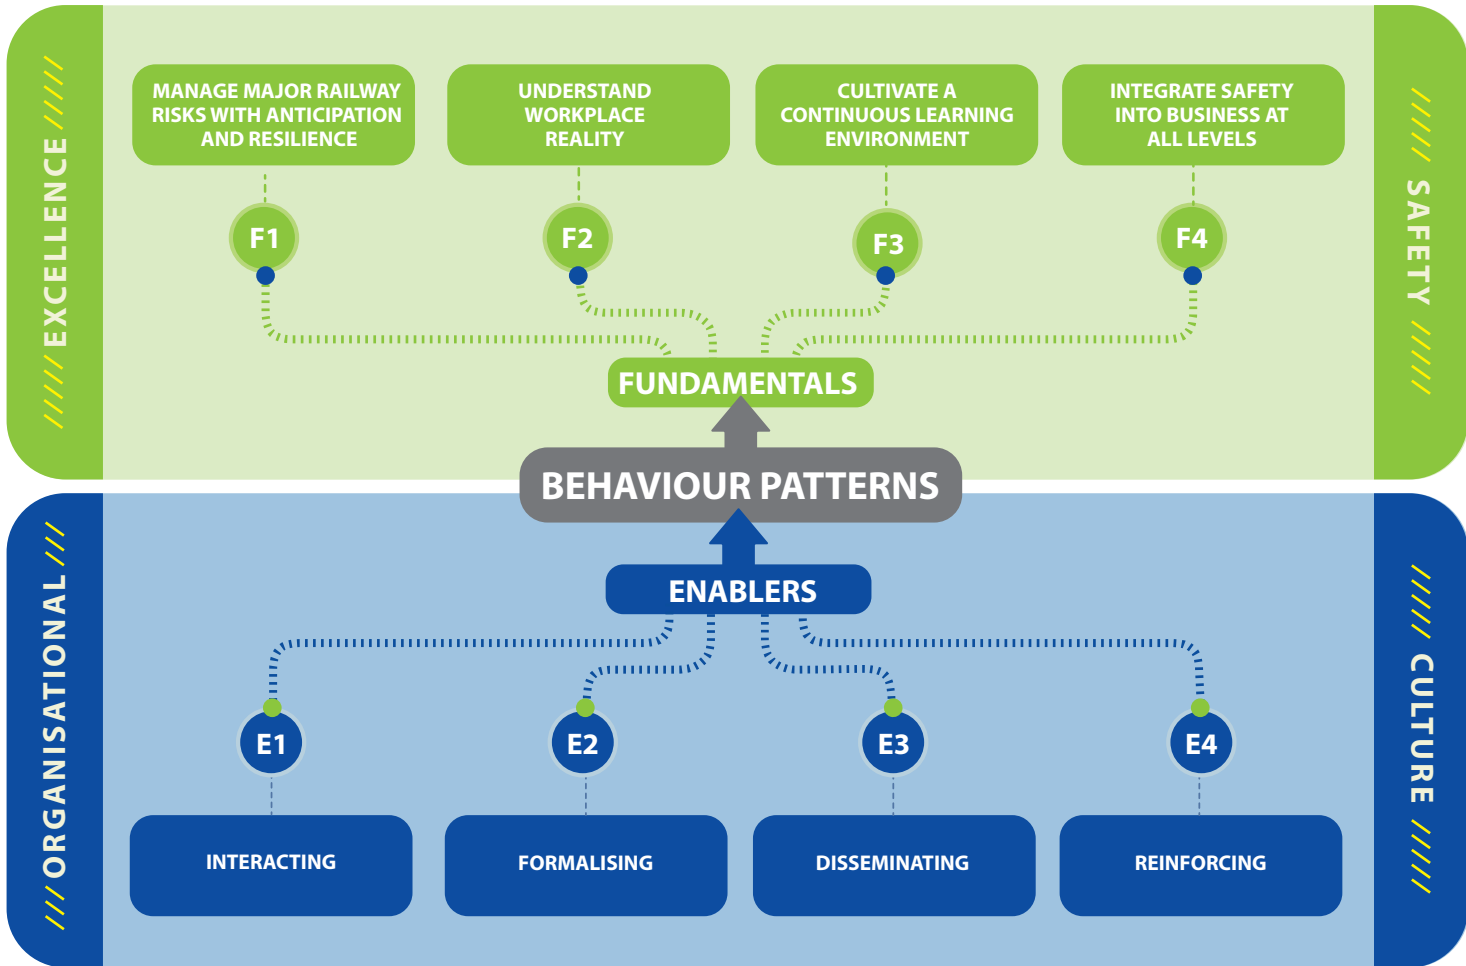 EXCELLENCE
SAFETY
MANAGE MAJOR RAILWAY
RISKS WITH ANTICIPATION
AND RESILIENCE
UNDERSTAND
WORKPLACE
REALITY
CULTIVATE A
CONTINUOUS LEARNING
ENVIRONMENT
INTEGRATE SAFETY
INTO BUSINESS AT
ALL LEVELS
F1
F2
F3
F4
FUNDAMENTALS
BEHAVIOUR PATTERNS
ORGANISATIONAL
CULTURE
ENABLERS
E1
E2
E3
E4
INTERACTING
FORMALISING
DISSEMINATING
REINFORCING